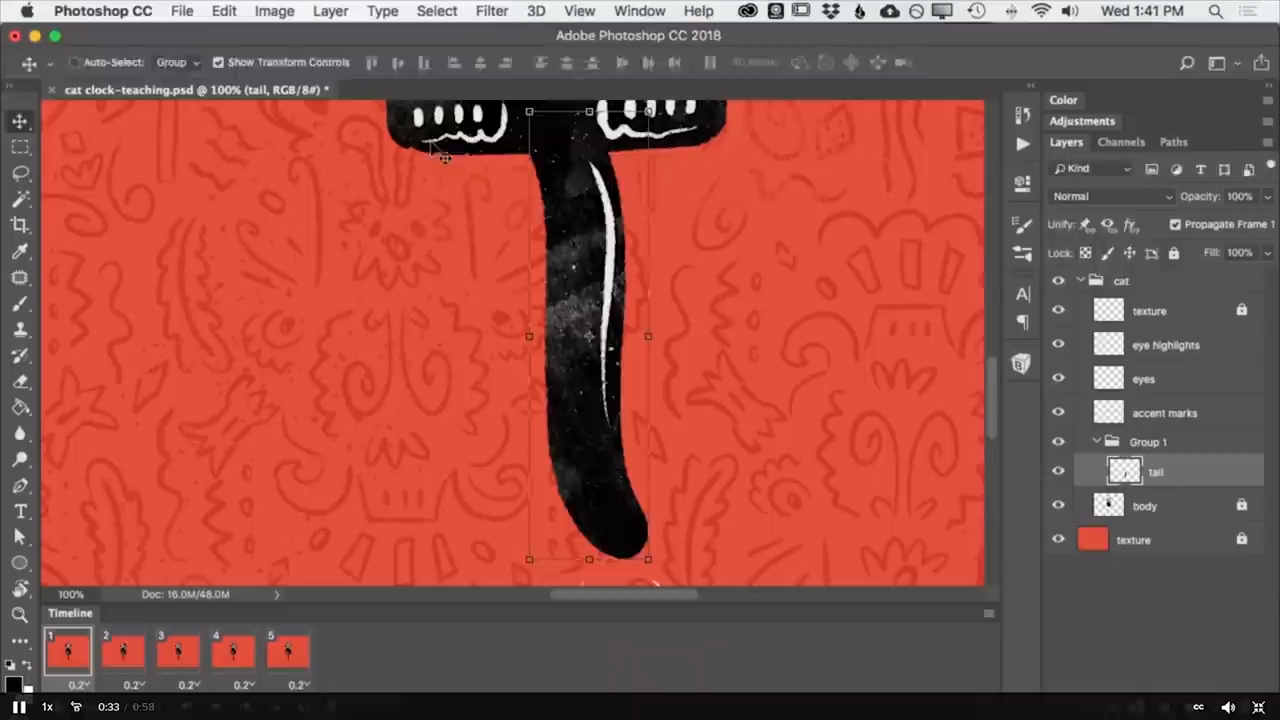 Photoshop CC File Edit Image Layer Type Select Filter 3D View Window Help Wed 1:41 PM
Adobe Photoshop CC 2018
Auto-Select: Group Show Transform Controls
cat clock-teaching.psd @ 100% (tail, RGB/8#) *
Color
Adjustments
Layers Channels Paths
Kind
Normal Opacity: 100%
Unify: Propagate Frame 1
Lock: Fill: 100%
cat
texture
eye highlights
eyes
accent marks
Group 1
tail
body
texture
100% Doc: 16.0M/48.0M
Timeline
1 2 3 4 5
0.2 0.2 0.2 0.2 0.2
1x 0:33 / 0:58 CC